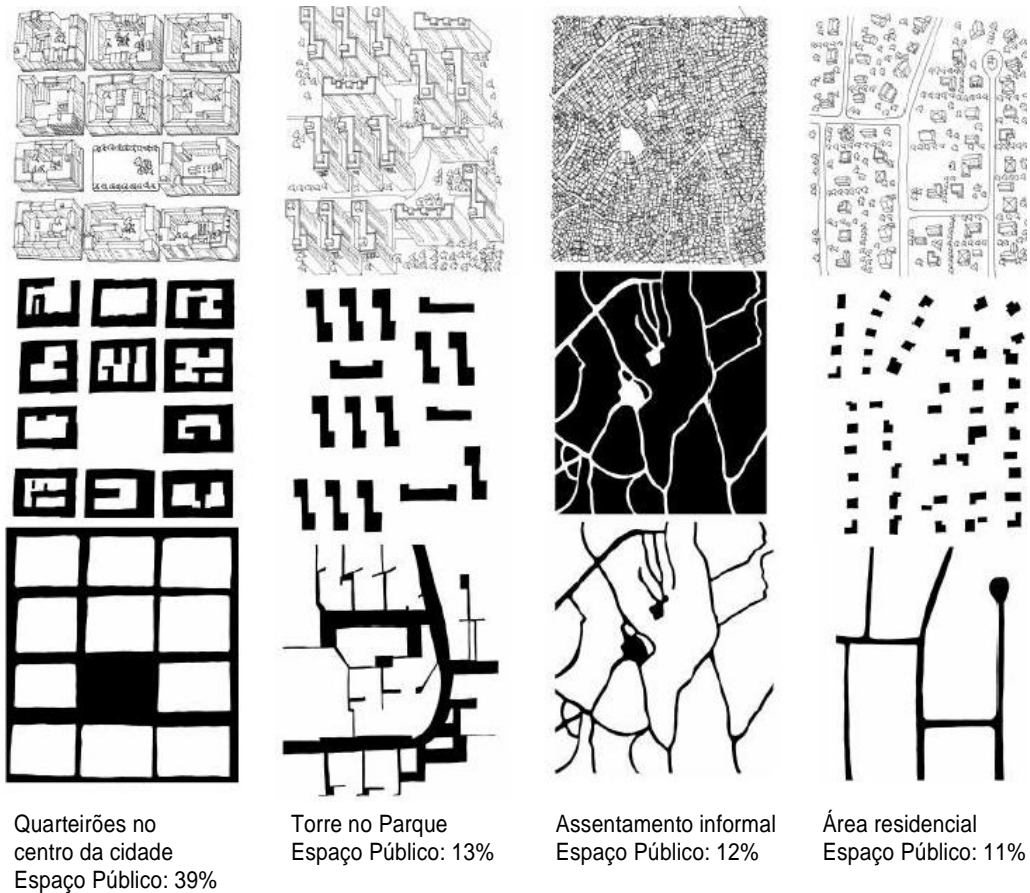 Quarteirões no
centro da cidade
Espaço Público: 39%
Torre no Parque
Espaço Público: 13%
Assentamento informal
Espaço Público: 12%
Área residencial
Espaço Público: 11%